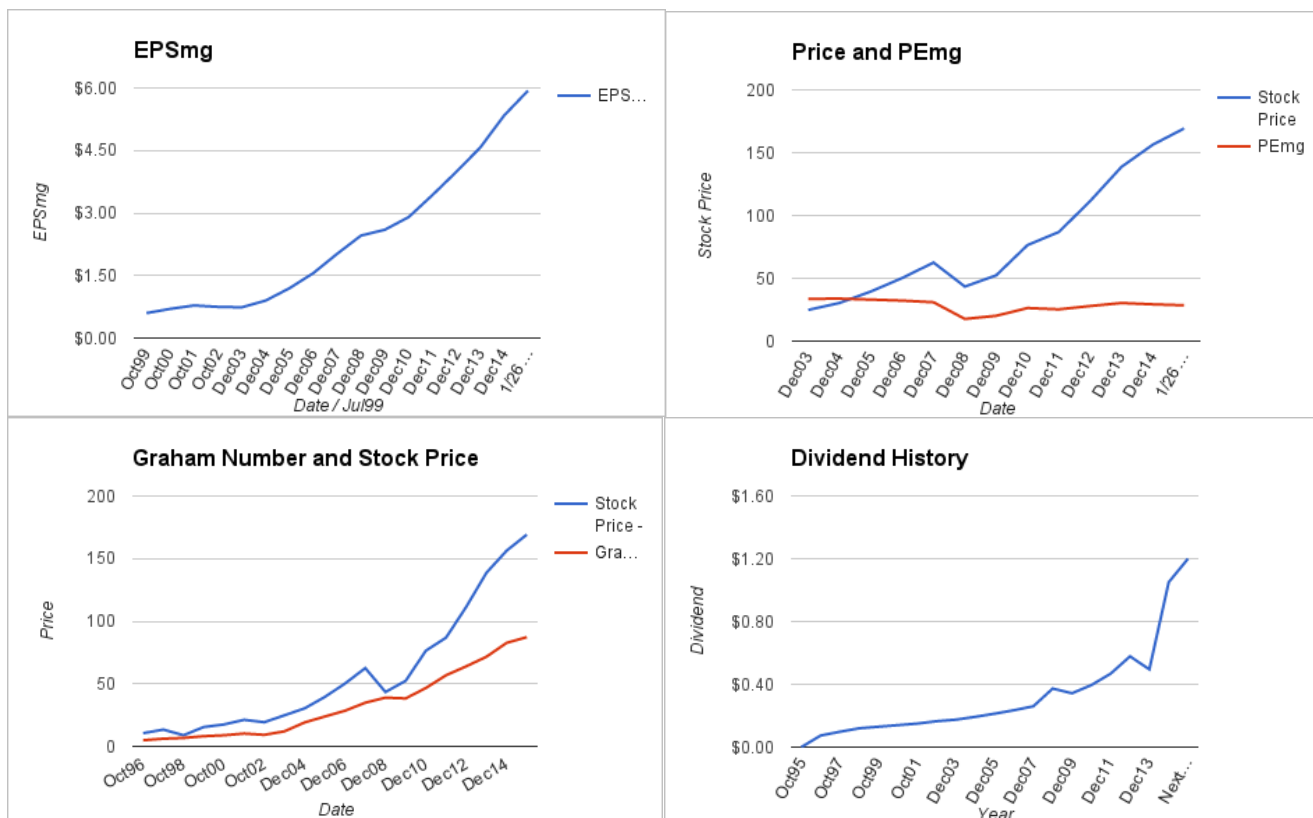 EPSmg
$6.00
$4.50
$3.00
$1.50
$0.00
EPSmg
EPS...
Oct99
Oct00
Oct01
Oct02
Dec03
Dec04
Dec05
Dec06
Dec07
Dec08
Dec09
Dec10
Dec11
Dec12
Dec13
Dec14
1/26 ...
Date / Jul99
Price and PEmg
200
150
100
50
0
Stock Price
Stock
Price
PEmg
Dec03
Dec04
Dec05
Dec06
Dec07
Dec08
Dec09
Dec10
Dec11
Dec12
Dec13
Dec14
1/26 ...
Date
Graham Number and Stock Price
200
150
100
50
0
Price
Stock
Price -
Gra...
Oct96
Oct98
Oct00
Oct02
Dec04
Dec06
Dec08
Dec10
Dec12
Dec14
Date
Dividend History
$1.60
$1.20
$0.80
$0.40
$0.00
Dividend
Oct95
Oct97
Oct99
Oct01
Dec03
Dec05
Dec07
Dec09
Dec11
Dec13
Next...
Year